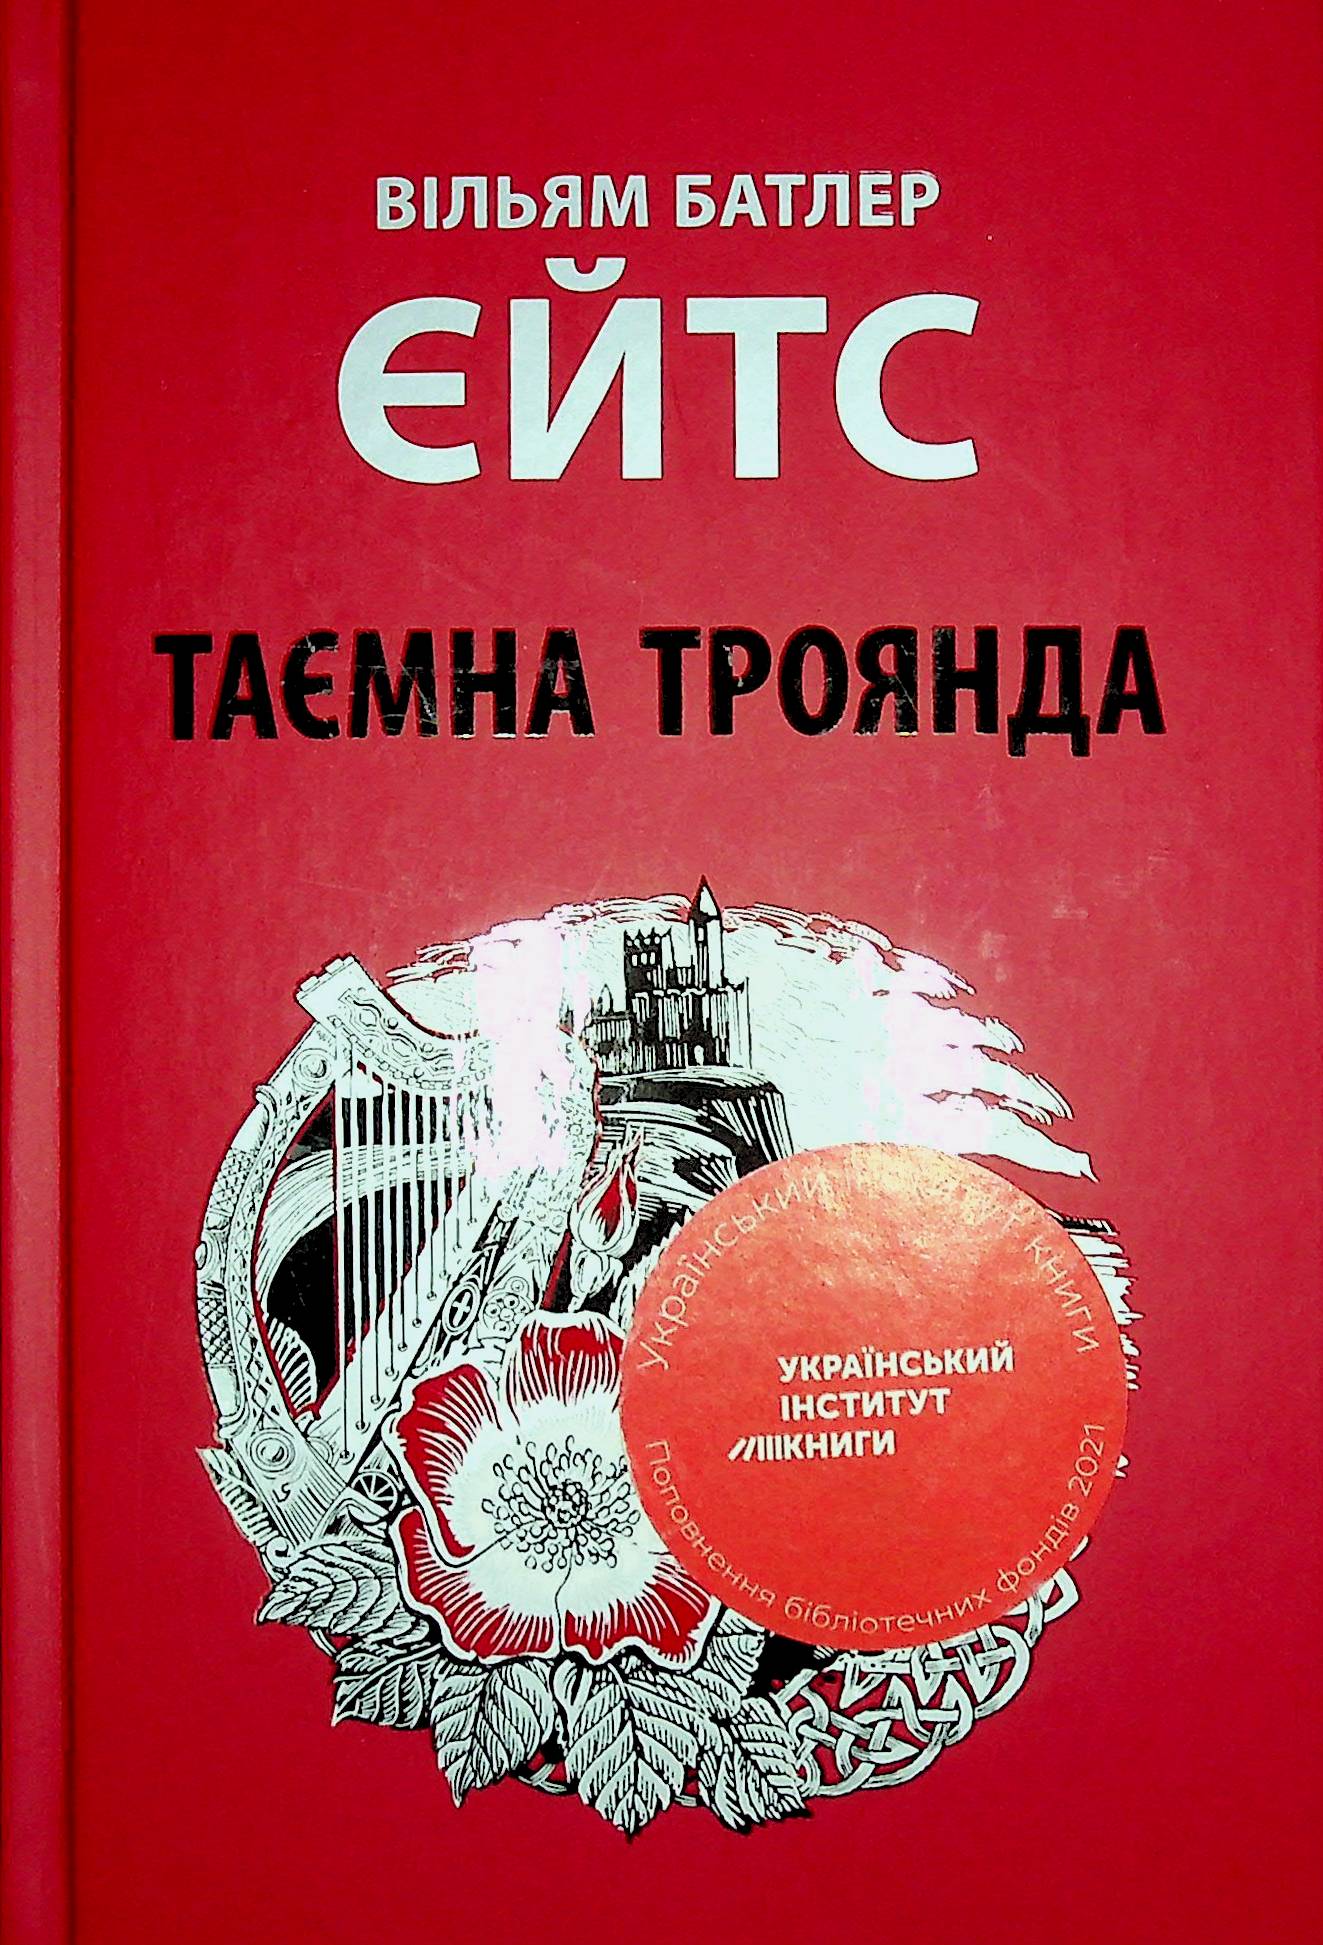 ВІЛЬЯМ БАТЛЕР
ЄЙТС
ТАЄМНА ТРОЯНДА
Український книги
УКРАЇНСЬКИЙ
ІНСТИТУТ
КНИГИ
Поповнення бібліотечних фондів 2021